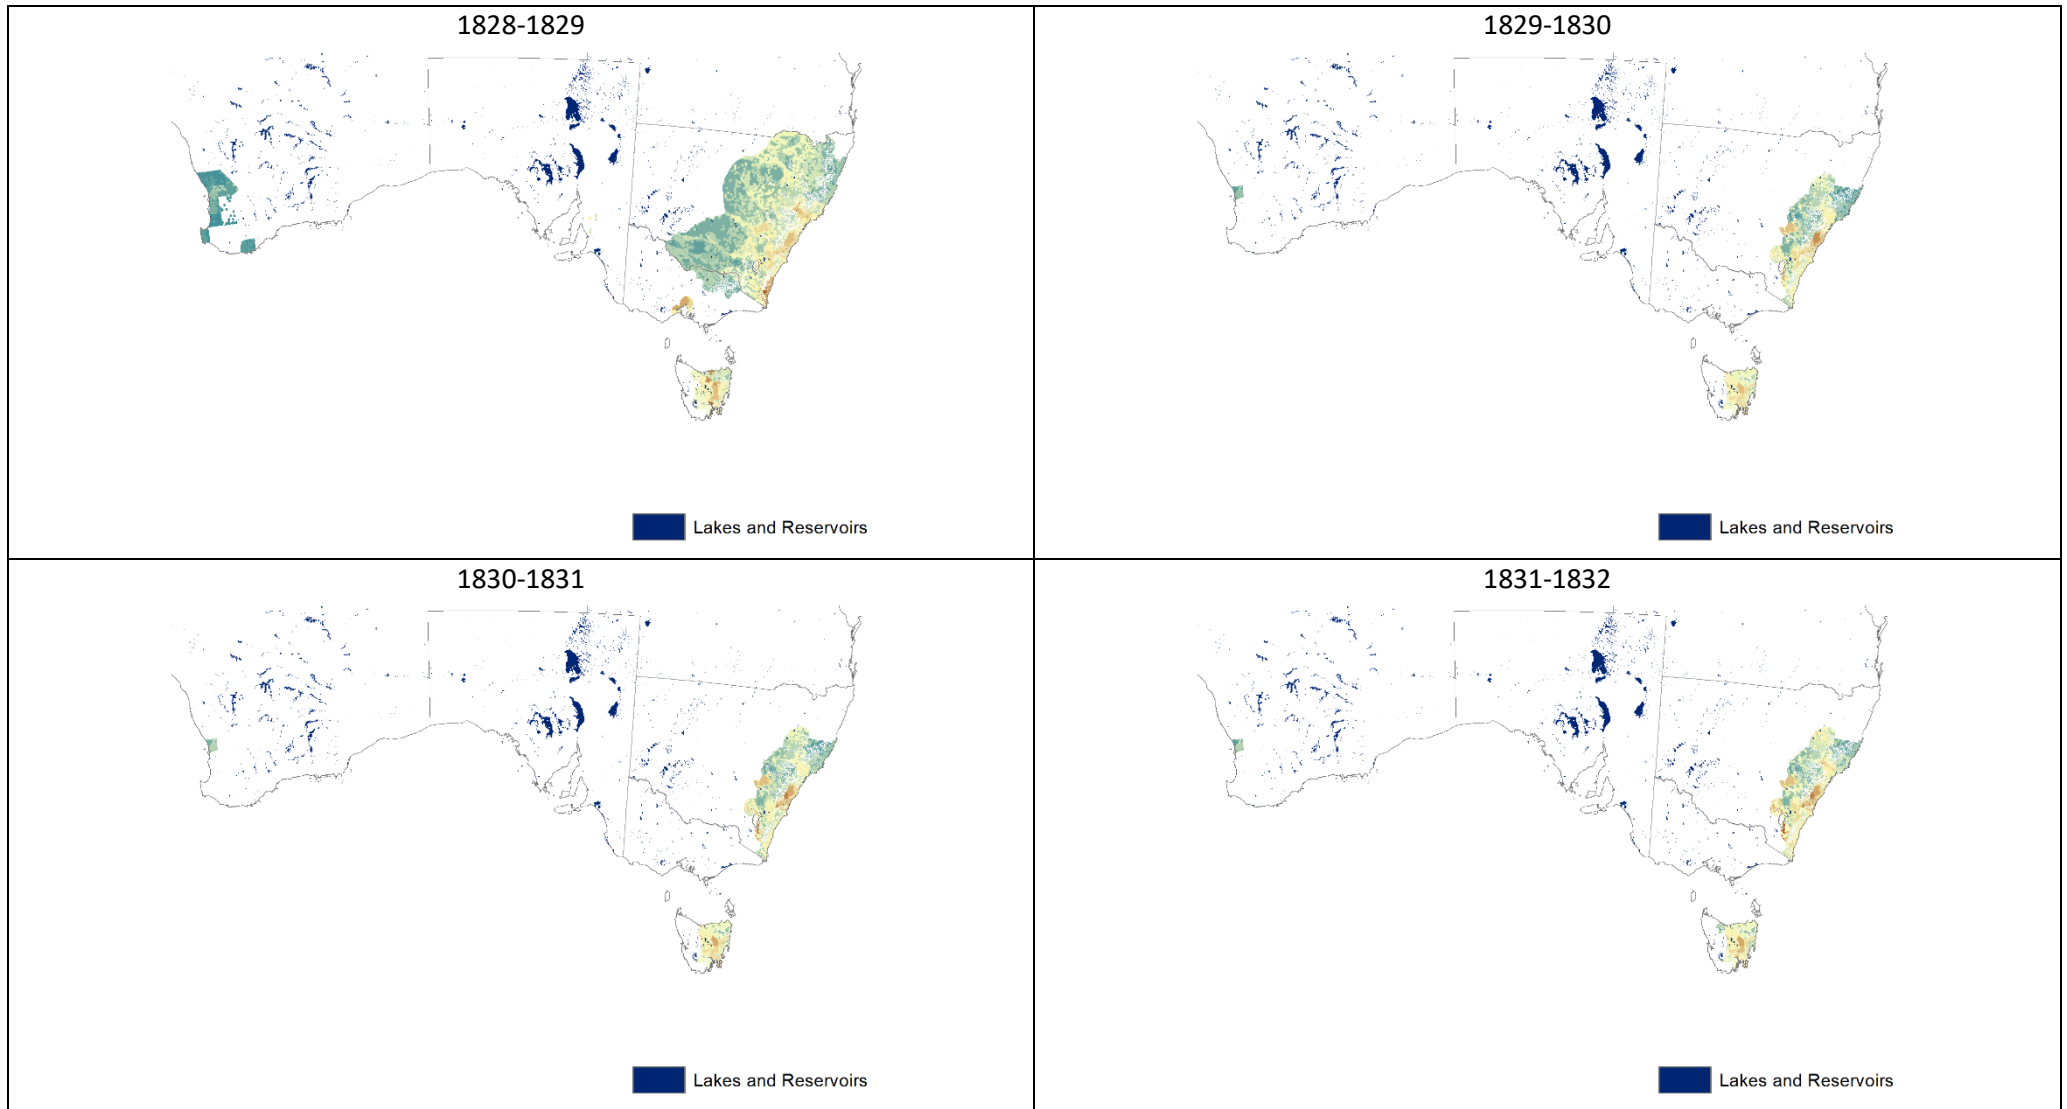 1828-1829
1829-1830
Lakes and Reservoirs
Lakes and Reservoirs
1830-1831
1831-1832
Lakes and Reservoirs
Lakes and Reservoirs